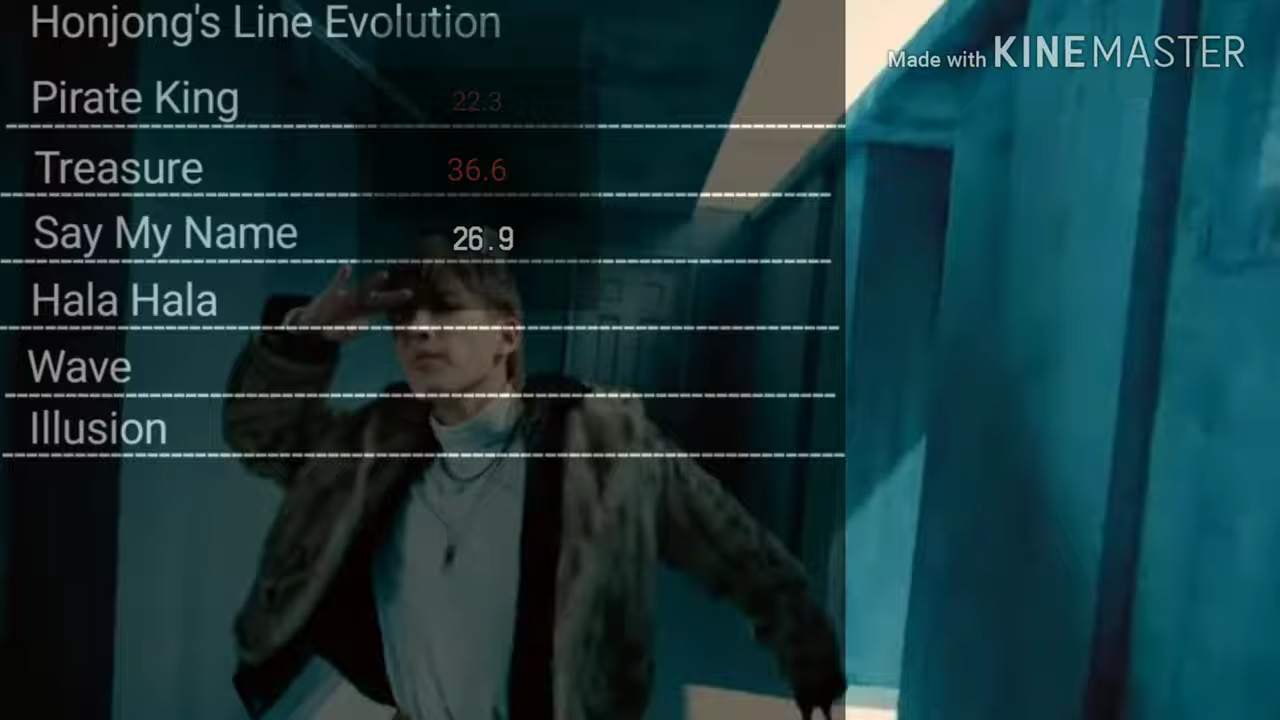 Honjong's Line Evolution
Made with KINEMASTER
Pirate King 22.3
Treasure 36.6
Say My Name 26.9
Hala Hala
Wave
Illusion